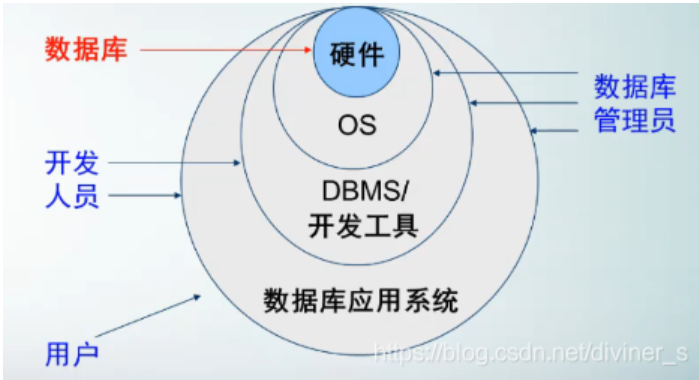 数据库
硬件
数据库
管理员
OS
开发
人员
DBMS/
开发工具
数据库应用系统
用户
https://blog.csdn.net/diviner_s